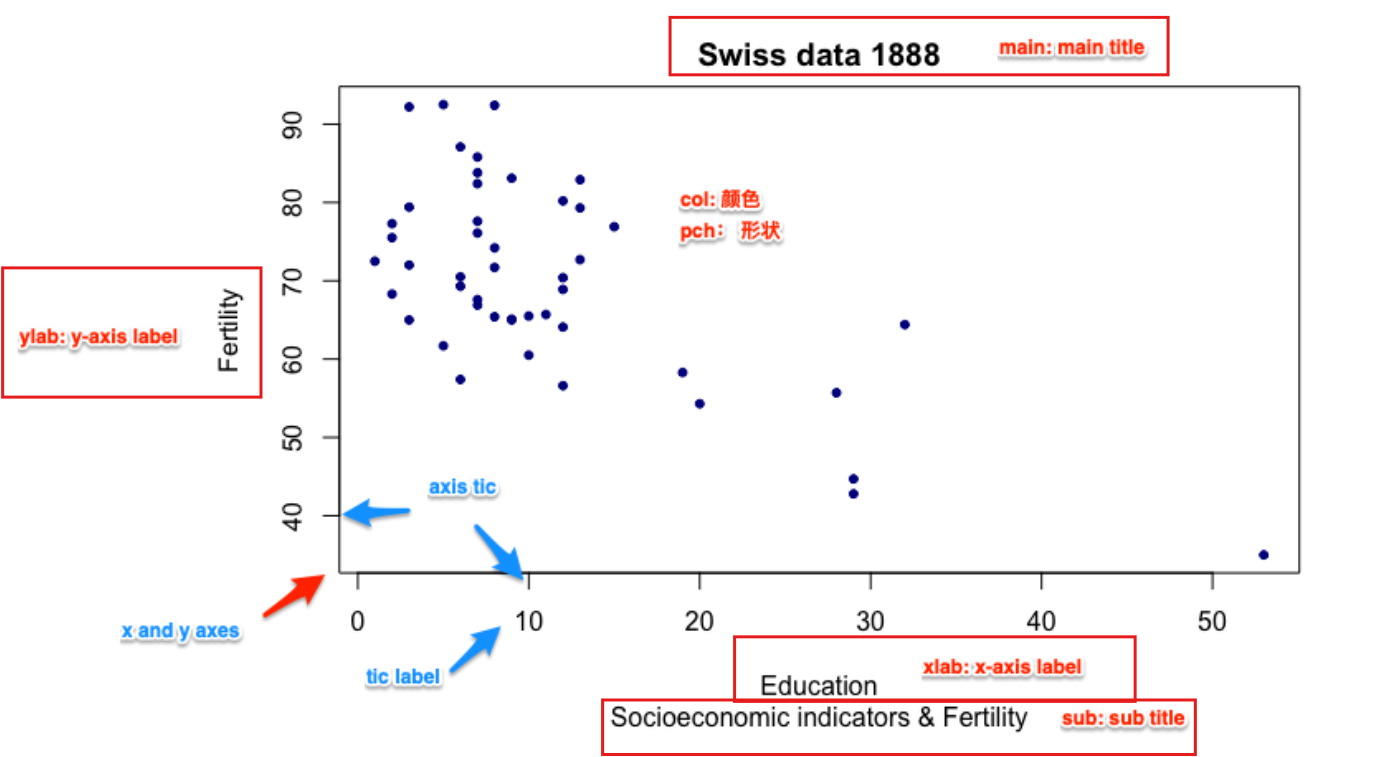 Swiss data 1888 main: main title
90
80
70
60
50
40
col: 颜色
pch: 形状
ylab: y-axis label
Fertility
axis tic
x and y axes
0 10 20 30 40 50
tic label
xlab: x-axis label
Education
Socioeconomic indicators & Fertility sub: sub title